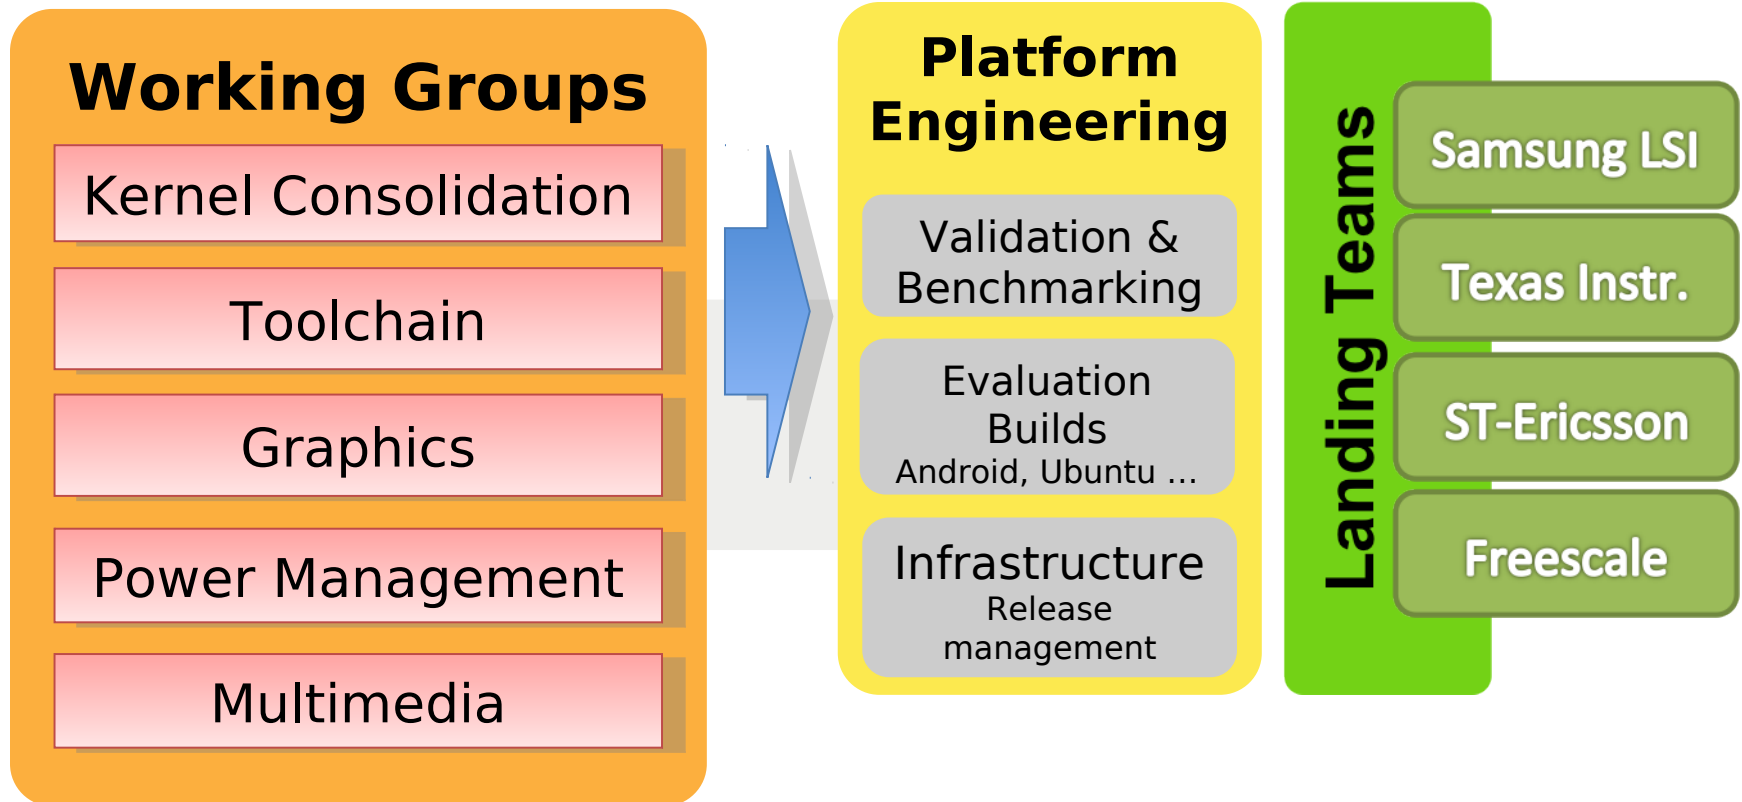 Working Groups
Kernel Consolidation
Toolchain
Graphics
Power Management
Multimedia
Platform
Engineering
Validation &
Benchmarking
Evaluation
Builds
Android, Ubuntu ...
Infrastructure
Release
management
Landing Teams
Samsung LSI
Texas Instr.
ST-Ericsson
Freescale